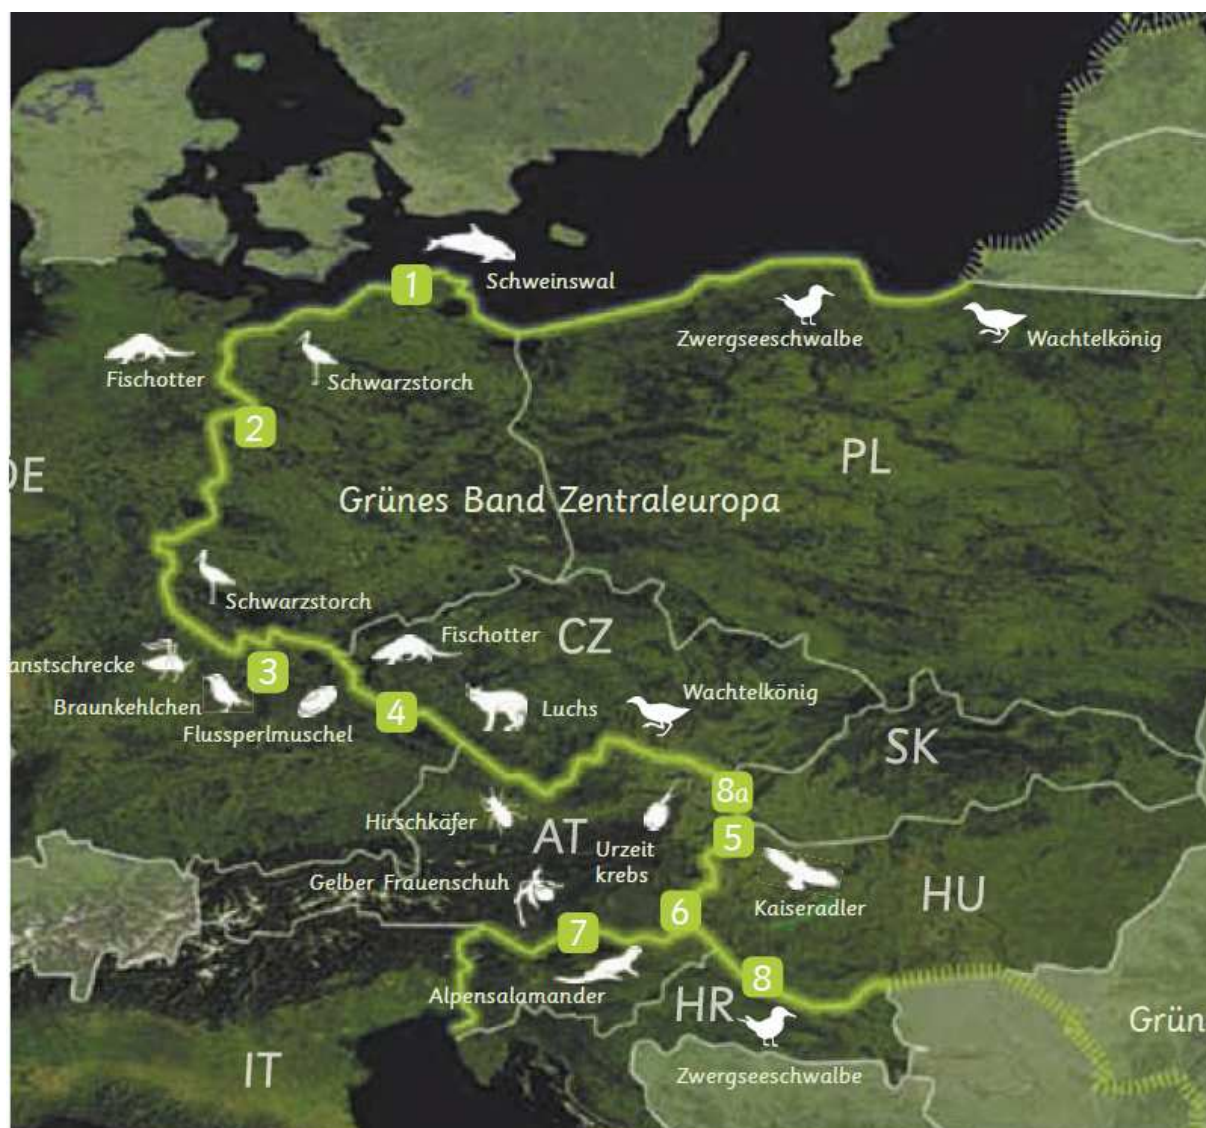 1
Schweinswal
Zwergseeschwalbe
Wachtelkönig
Fischotter
Schwarzstorch
2
DE
PL
Grünes Band Zentraleuropa
Schwarzstorch
Fischotter
CZ
anstschrecke
3
Braunkehlchen
Flussperlmuschel
4
Luchs
Wachtelkönig
SK
8a
Hirschkäfer
AT
Urzeit
krebs
5
Gelber Frauenschuh
Kaiseradler
HU
6
7
8
Alpensalamander
HR
Grün
IT
Zwergseeschwalbe